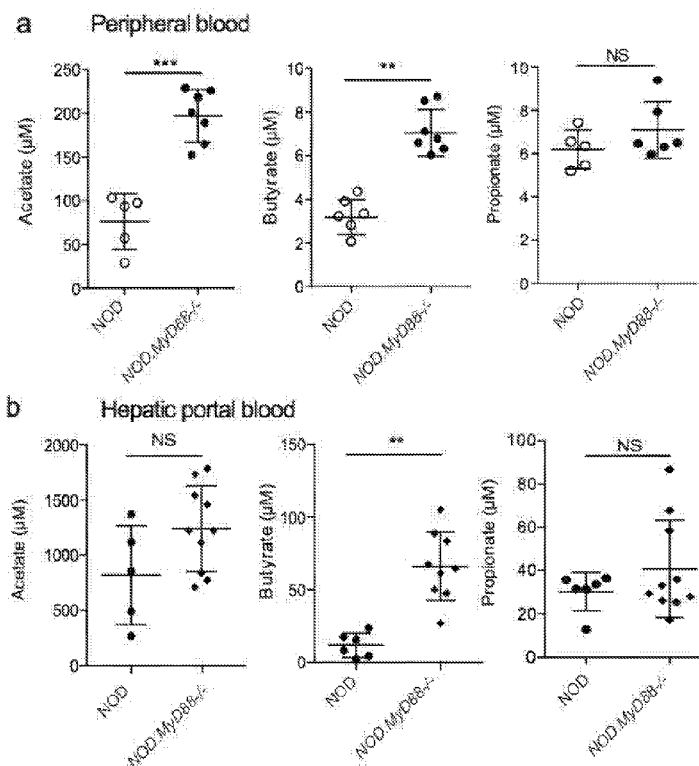 a Peripheral blood
Acetate (µM)
250
200
150
100
50
0
***
NOD
NOD.MyD88-/-
Butyrate (µM)
10
8
6
4
2
0
**
NOD
NOD.MyD88-/-
Propionate (µM)
10
8
6
4
2
0
NS
NOD
NOD.MyD88-/-
b Hepatic portal blood
Acetate (µM)
2000
1500
1000
500
0
NS
NOD
NOD.MyD88-/-
Butyrate (µM)
150
100
50
0
**
NOD
NOD.MyD88-/-
Propionate (µM)
100
80
60
40
20
0
NS
NOD
NOD.MyD88-/-